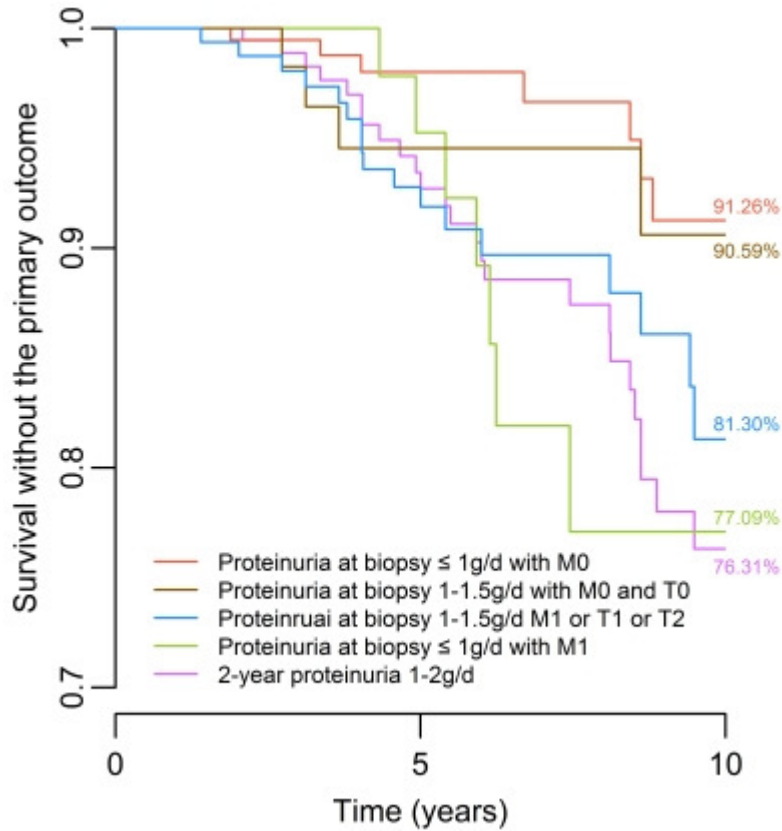 1.0
0.9
0.8
0.7
Survival without the primary outcome
91.26%
90.59%
81.30%
77.09%
76.31%
Proteinuria at biopsy ≤ 1g/d with M0
Proteinuria at biopsy 1-1.5g/d with M0 and T0
Proteinruai at biopsy 1-1.5g/d M1 or T1 or T2
Proteinuria at biopsy ≤ 1g/d with M1
2-year proteinuria 1-2g/d
0
5
10
Time (years)